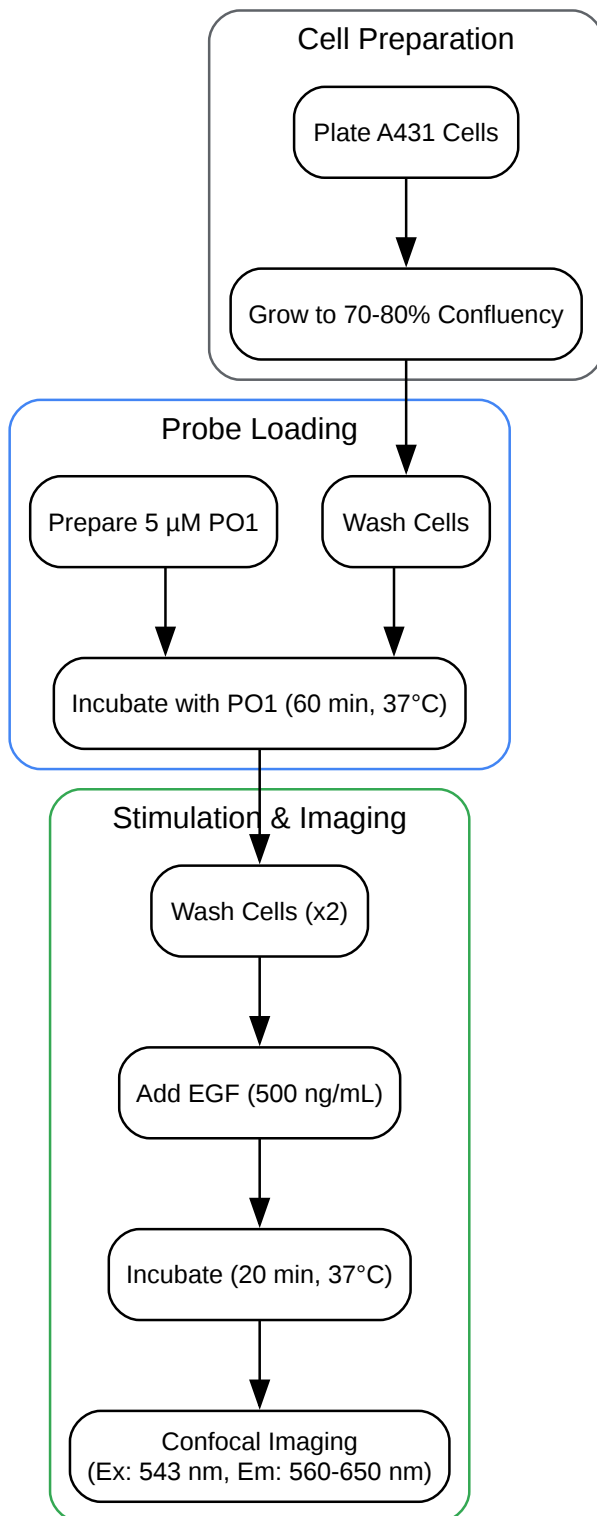 Cell Preparation
Plate A431 Cells
Grow to 70-80% Confluency
Probe Loading
Prepare 5 µM PO1
Wash Cells
Incubate with PO1 (60 min, 37°C)
Stimulation & Imaging
Wash Cells (x2)
Add EGF (500 ng/mL)
Incubate (20 min, 37°C)
Confocal Imaging
(Ex: 543 nm, Em: 560-650 nm)